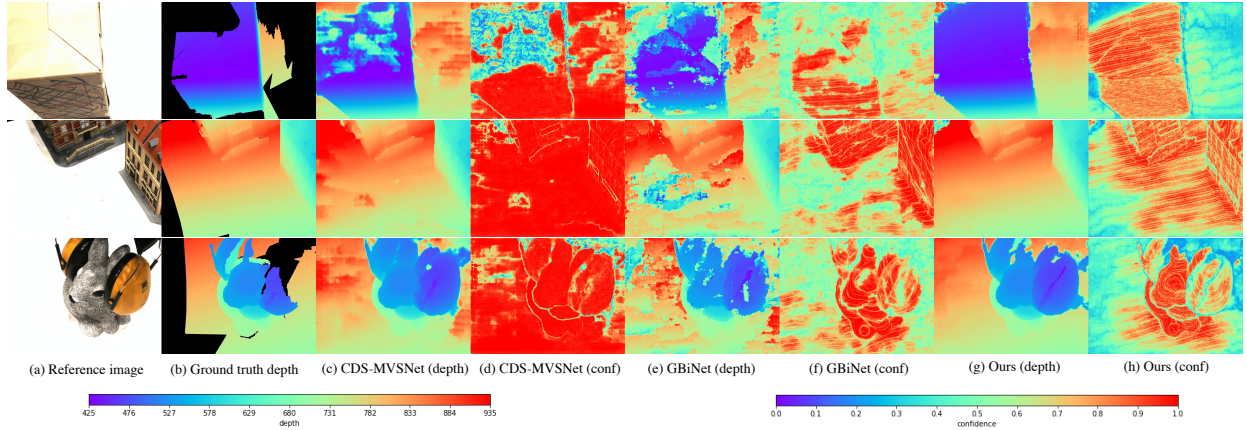 (a) Reference image (b) Ground truth depth (c) CDS-MVSNet (depth) (d) CDS-MVSNet (conf) (e) GBiNet (depth) (f) GBiNet (conf) (g) Ours (depth) (h) Ours (conf)
425 476 527 578 629 680 731 782 833 884 935
depth
0.0 0.1 0.2 0.3 0.4 0.5 0.6 0.7 0.8 0.9 1.0
confidence